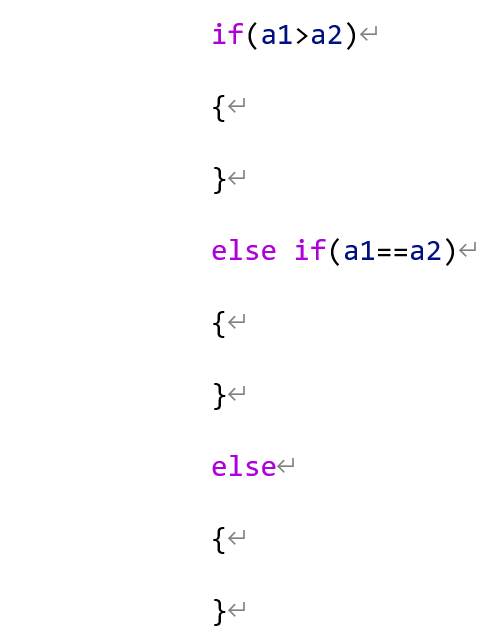 if(a1>a2)
{
}
else if(a1==a2)
{
}
else
{
}